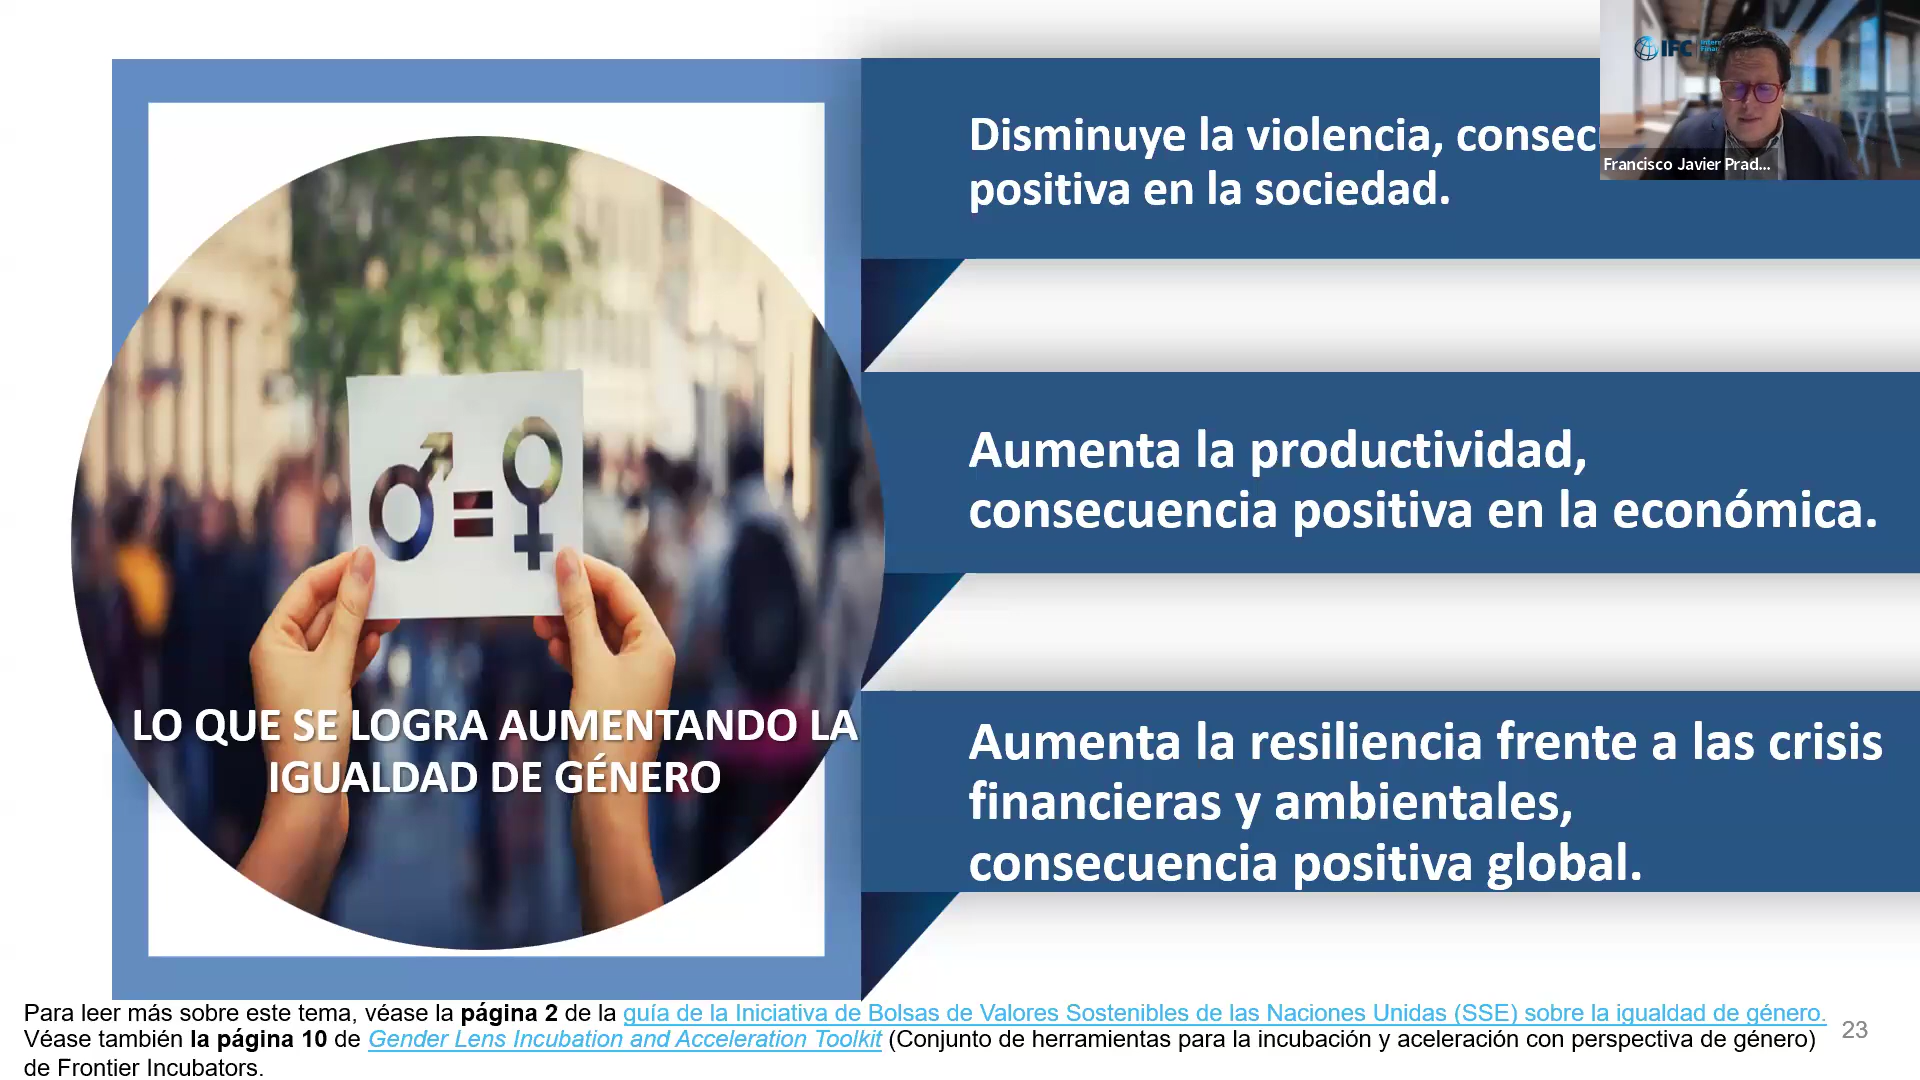 IFC
Francisco Javier Prad...
Disminuye la violencia,
positiva en la sociedad.
Aumenta la productividad,
consecuencia positiva en la económica.
Aumenta la resiliencia frente a las crisis
financieras y ambientales,
consecuencia positiva global.
LO QUE SE LOGRA AUMENTANDO LA
IGUALDAD DE GÉNERO
Para leer más sobre este tema, véase la página 2 de la guía de la Iniciativa de Bolsas de Valores Sostenibles de las Naciones Unidas (SSE) sobre la igualdad de género.
Véase también la página 10 de Gender Lens Incubation and Acceleration Toolkit (Conjunto de herramientas para la incubación y aceleración con perspectiva de género)
de Frontier Incubators.
23